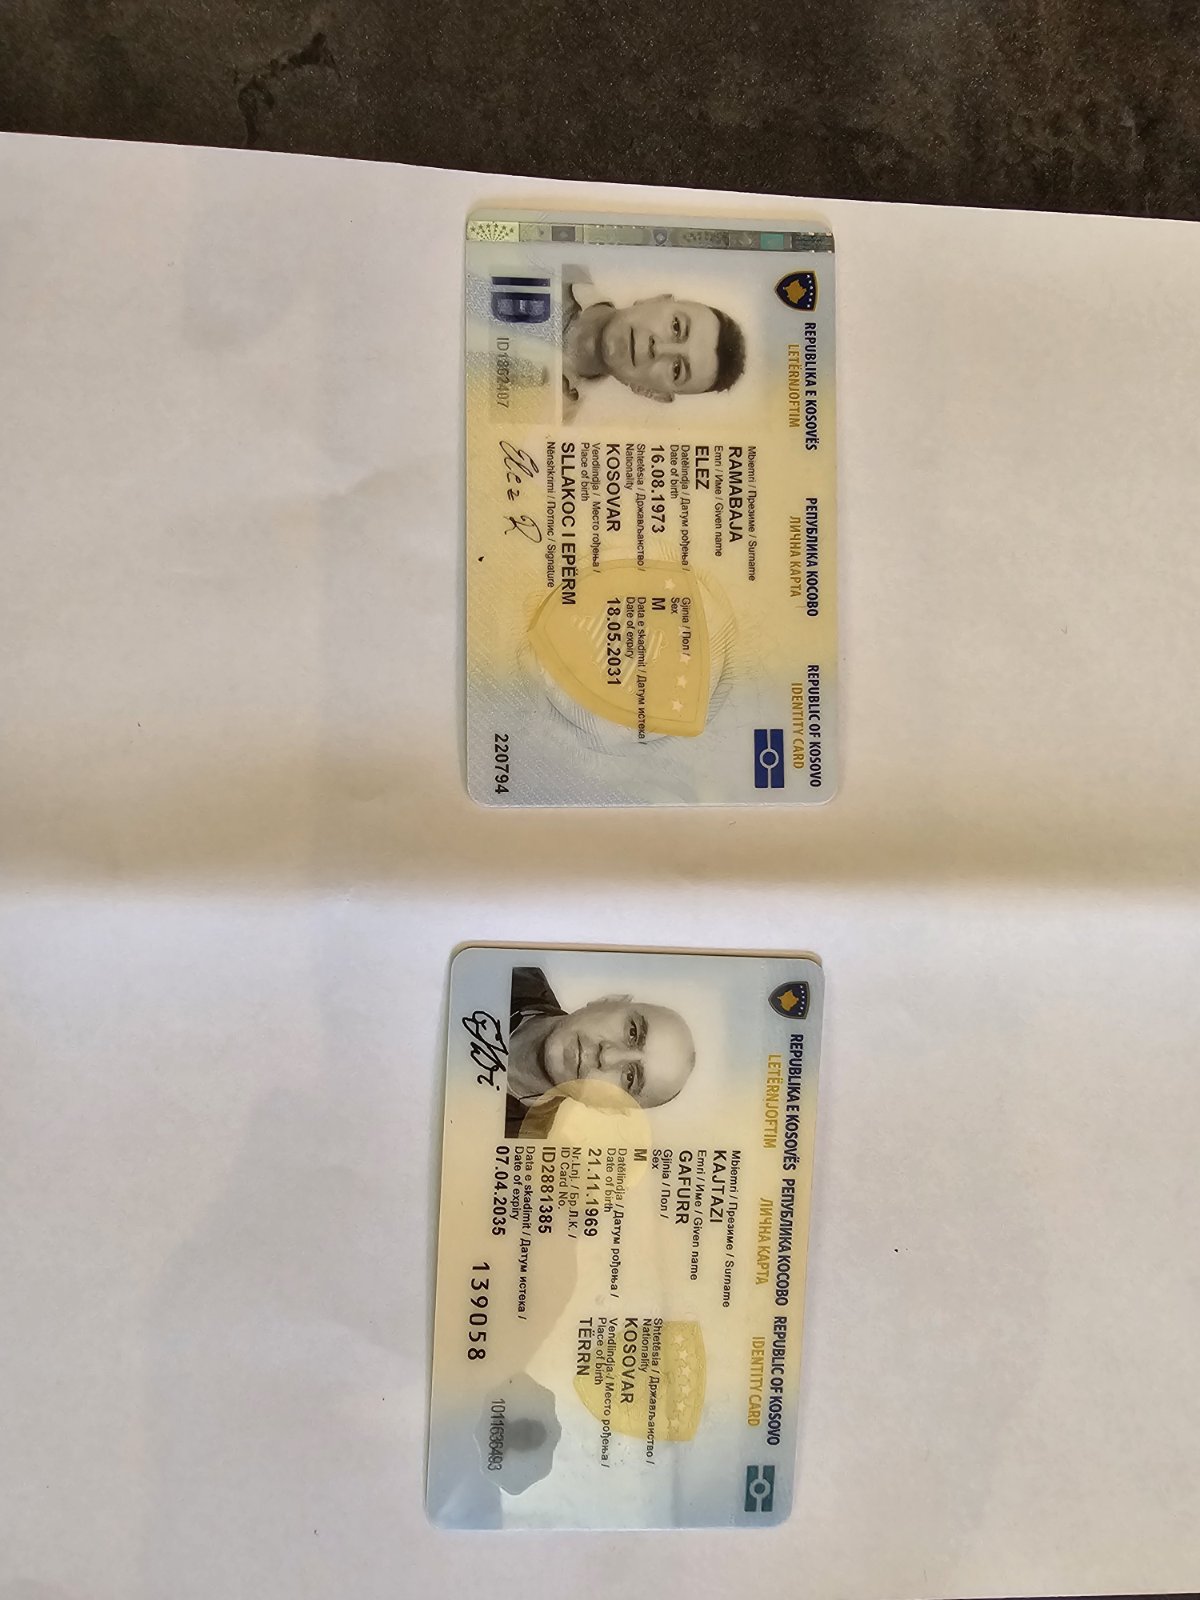 REPUBLIKA E KOSOVËS РЕПУБЛИКА КОСОВО REPUBLIC OF KOSOVO
LETËRNJOFTIM ЛИЧНА КАРТА IDENTITY CARD
Mbiemri / Презиме / Surname
RAMABAJA
Emri / Име / Given name
ELEZ
Datëlindja / Датум рођења /
Date of birth
16.08.1973
Gjinia / Пол /
Sex
M
Shtetësia / Држављанство /
Nationality
KOSOVAR
Data e skadimit / Датум истека /
Date of expiry
18.05.2031
Vendlindja / Место рођења /
Place of birth
SLLAKOC I EPËRM
Nënshkrimi / Потпис / Signature
Elez R
ID
ID1862407
220794
REPUBLIKA E KOSOVËS РЕПУБЛИКА КОСОВО REPUBLIC OF KOSOVO
LETËRNJOFTIM ЛИЧНА КАРТА IDENTITY CARD
Mbiemri / Презиме / Surname
KAJTAZI
Emri / Име / Given name
GAFURR
Gjinia / Пол /
Sex
M
Shtetësia / Држављанство /
Nationality
KOSOVAR
Datëlindja / Датум рођења /
Date of birth
21.11.1969
Vendlindja / Место рођења /
Place of birth
TËRRN
Nr.Lnj. / Бр.Л.К. /
ID Card No.
ID2881385
Data e skadimit / Датум истека /
Date of expiry
07.04.2035
139058
1011636493